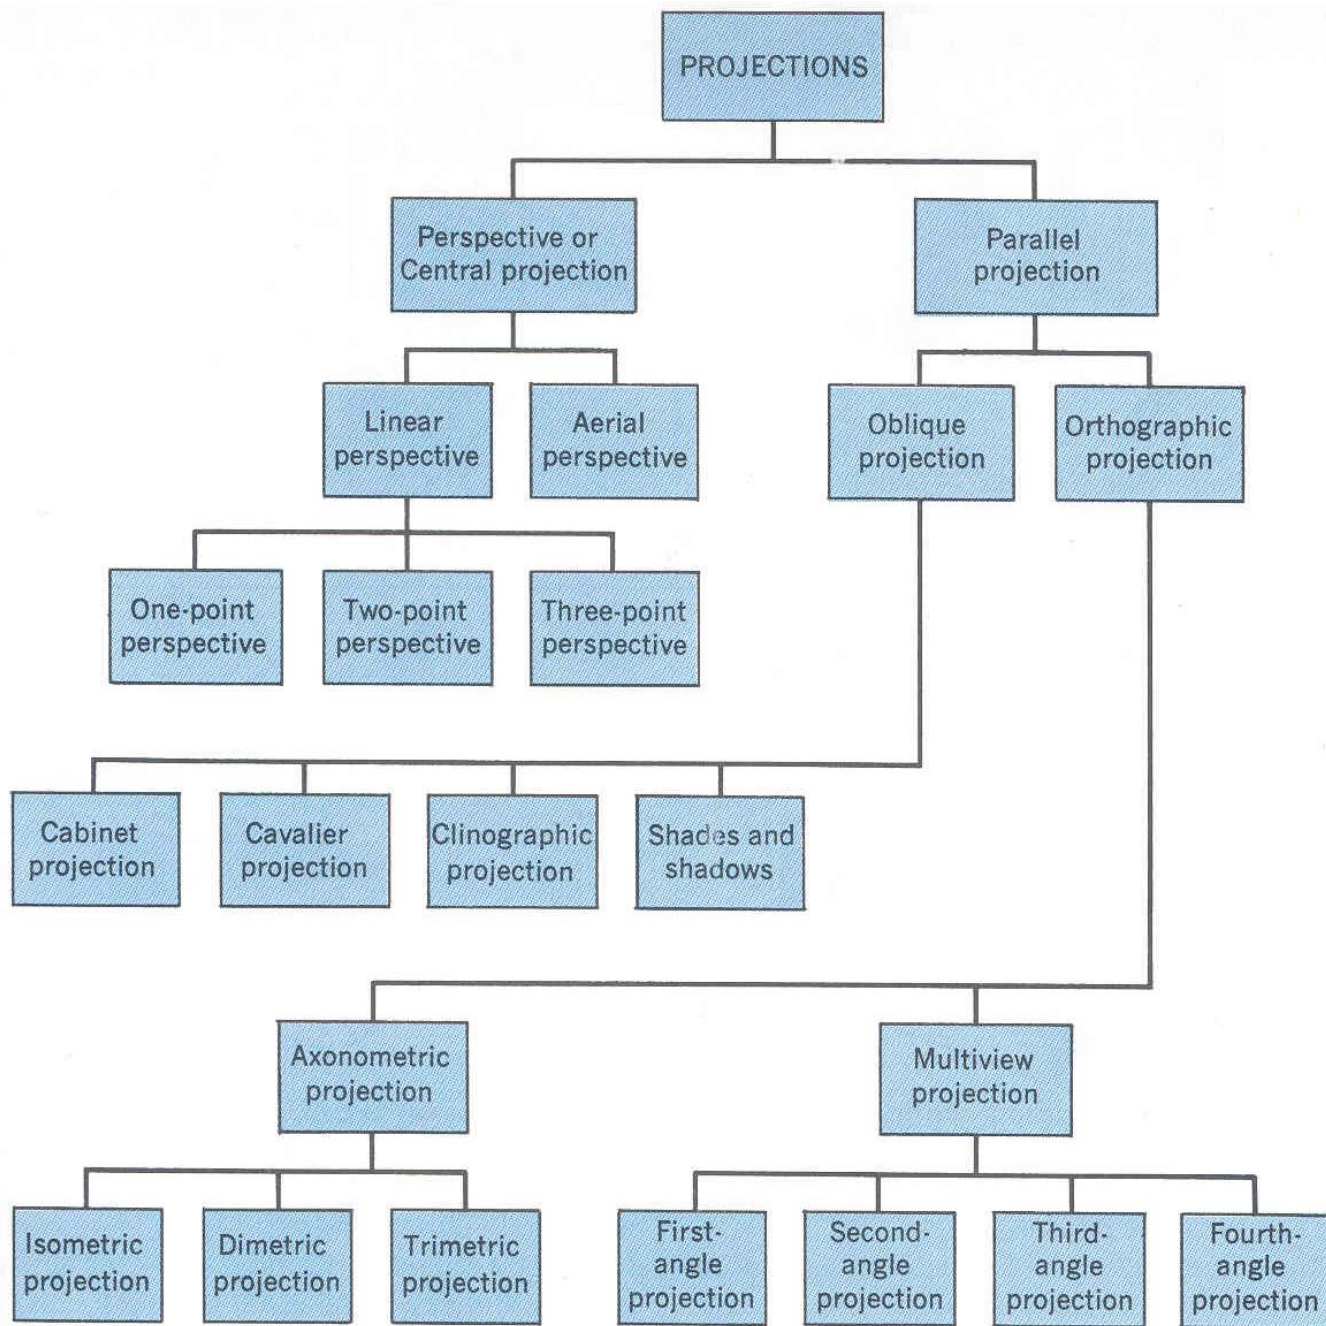 PROJECTIONS
Perspective or
Central projection
Parallel
projection
Linear
perspective
Aerial
perspective
Oblique
projection
Orthographic
projection
One-point
perspective
Two-point
perspective
Three-point
perspective
Cabinet
projection
Cavalier
projection
Clinographic
projection
Shades and
shadows
Axonometric
projection
Multiview
projection
Isometric
projection
Dimetric
projection
Trimetric
projection
First-
angle
projection
Second-
angle
projection
Third-
angle
projection
Fourth-
angle
projection